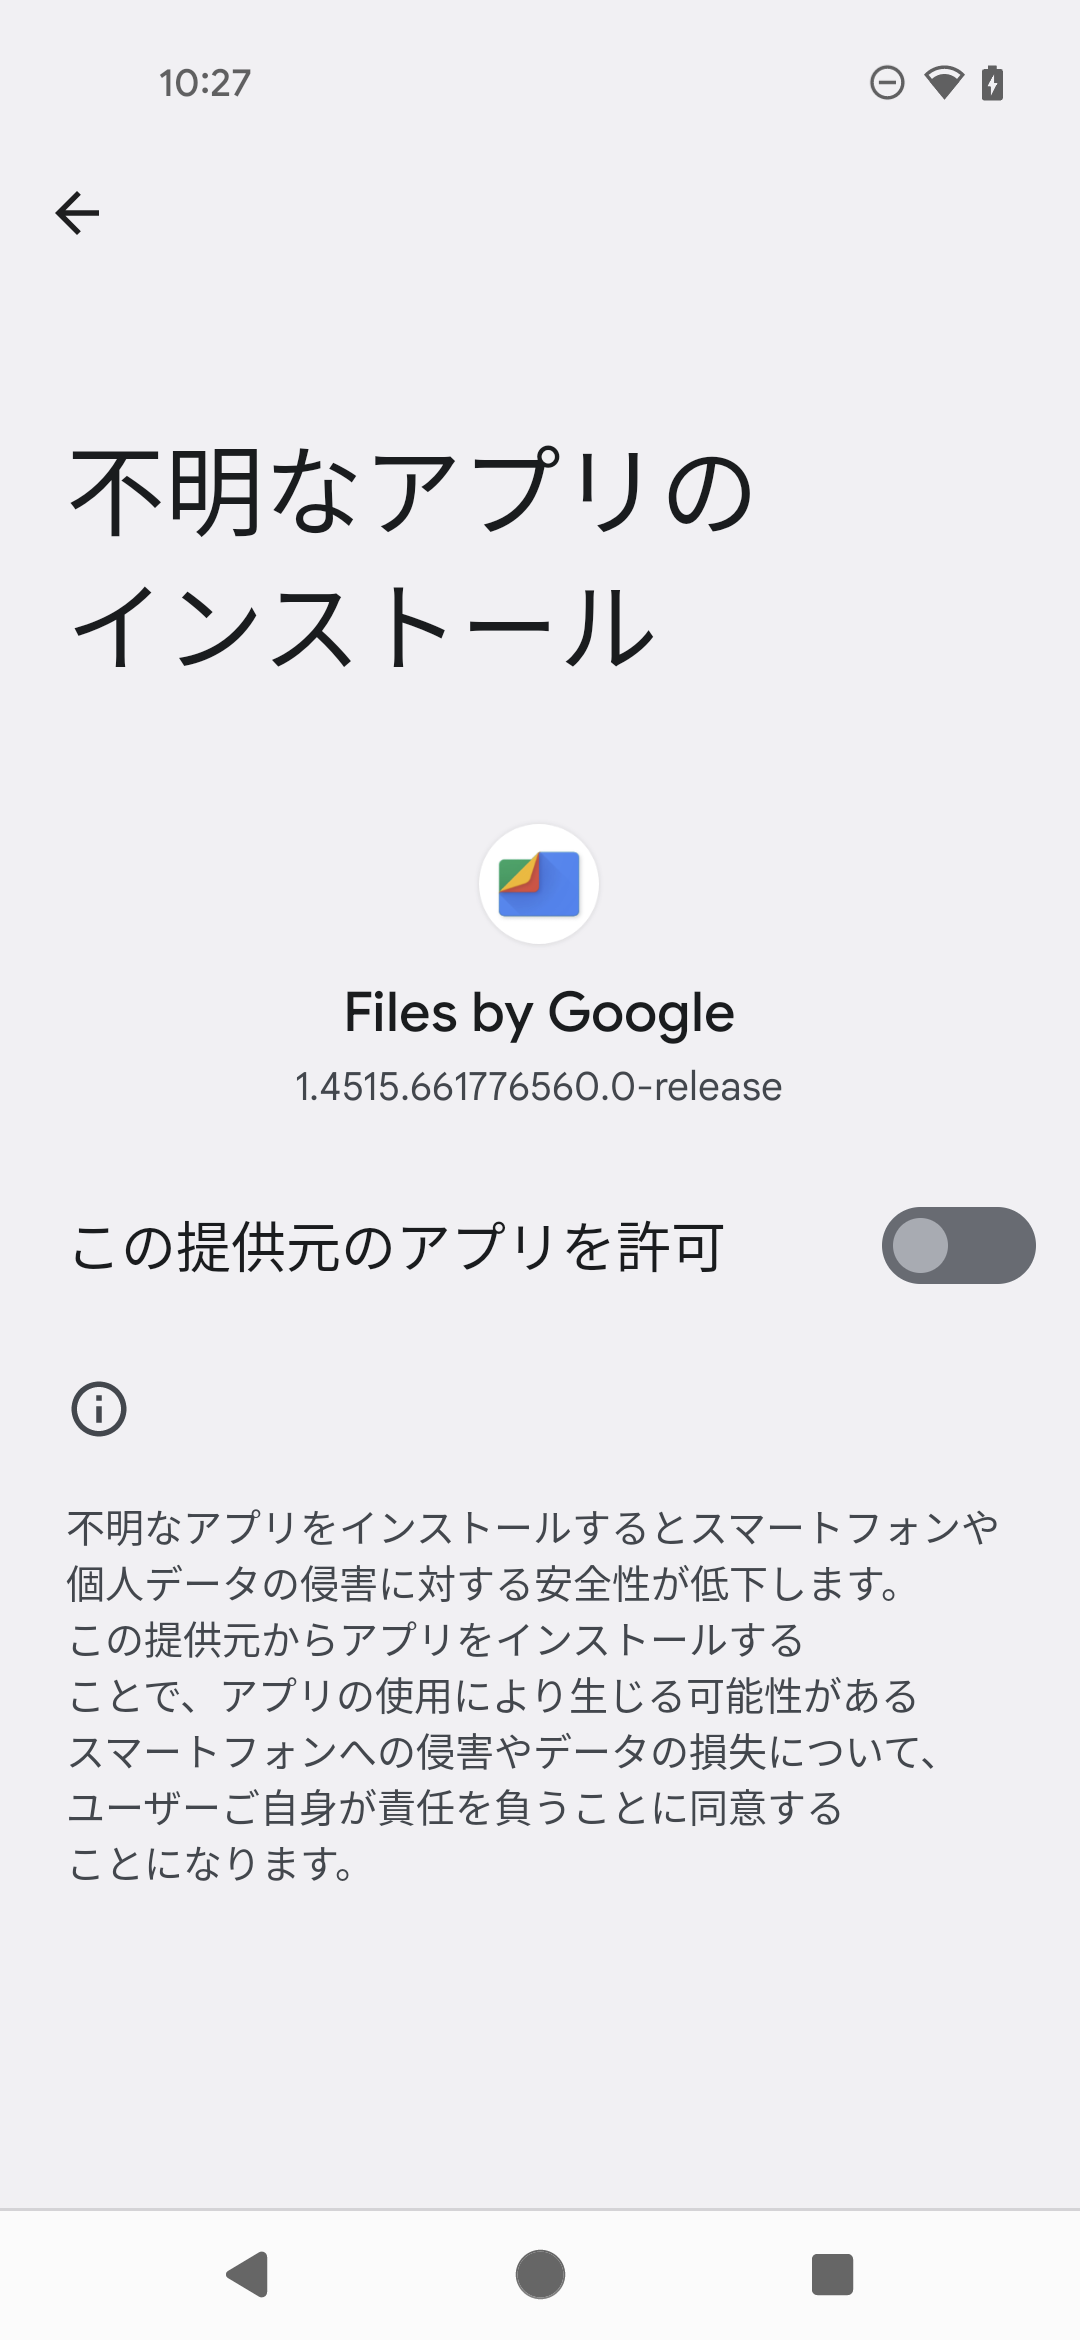 10:27
不明なアプリの
インストール
Files by Google
1.4515.661776560.0-release
この提供元のアプリを許可
不明なアプリをインストールするとスマートフォンや
個人データの侵害に対する安全性が低下します。
この提供元からアプリをインストールする
ことで、アプリの使用により生じる可能性がある
スマートフォンへの侵害やデータの損失について、
ユーザーご自身が責任を負うことに同意する
ことになります。